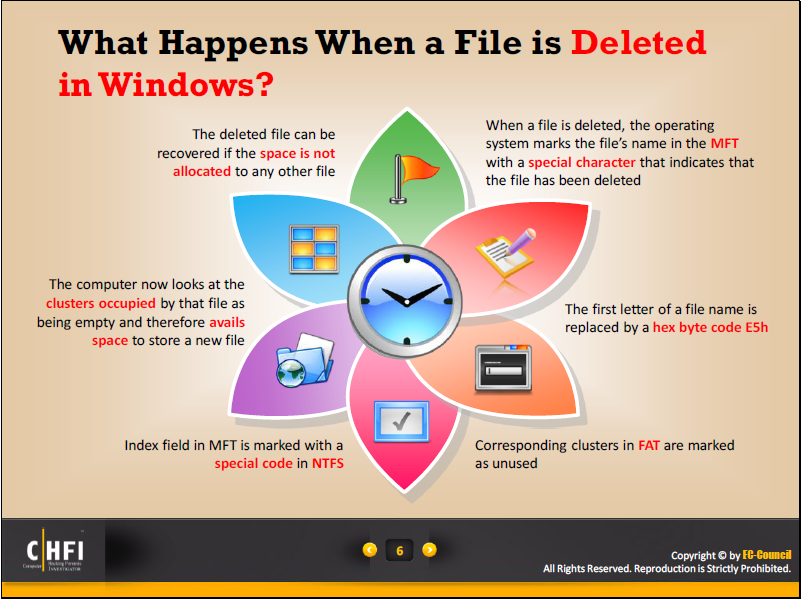 What Happens When a File is Deleted
in Windows?
The deleted file can be
recovered if the space is not
allocated to any other file
When a file is deleted, the operating
system marks the file's name in the MFT
with a special character that indicates that
the file has been deleted
The computer now looks at the
clusters occupied by that file as
being empty and therefore avails
space to store a new file
The first letter of a file name is
replaced by a hex byte code E5h
Index field in MFT is marked with a
special code in NTFS
Corresponding clusters in FAT are marked
as unused
CHFI
Computer Hacking Forensic
INVESTIGATOR
6
Copyright © by EC-Council
All Rights Reserved. Reproduction is Strictly Prohibited.